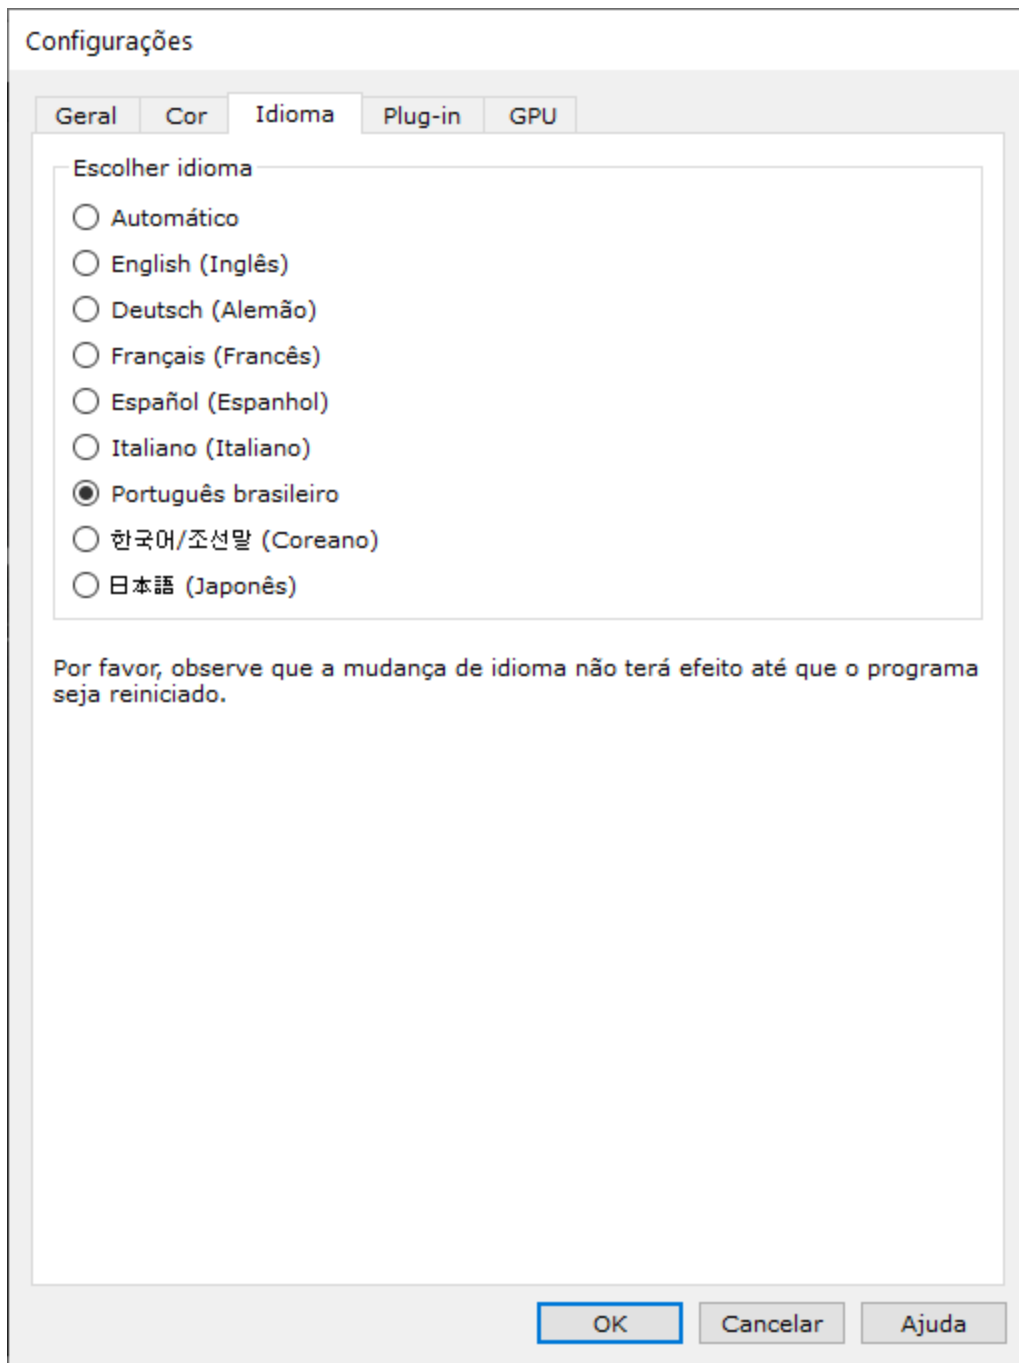 Configurações
Geral Cor Idioma Plug-in GPU
Escolher idioma
Automático
English (Inglês)
Deutsch (Alemão)
Français (Francês)
Español (Espanhol)
Italiano (Italiano)
Português brasileiro
한국어/조선말 (Coreano)
日本語 (Japonês)
Por favor, observe que a mudança de idioma não terá efeito até que o programa
seja reiniciado.
OK Cancelar Ajuda